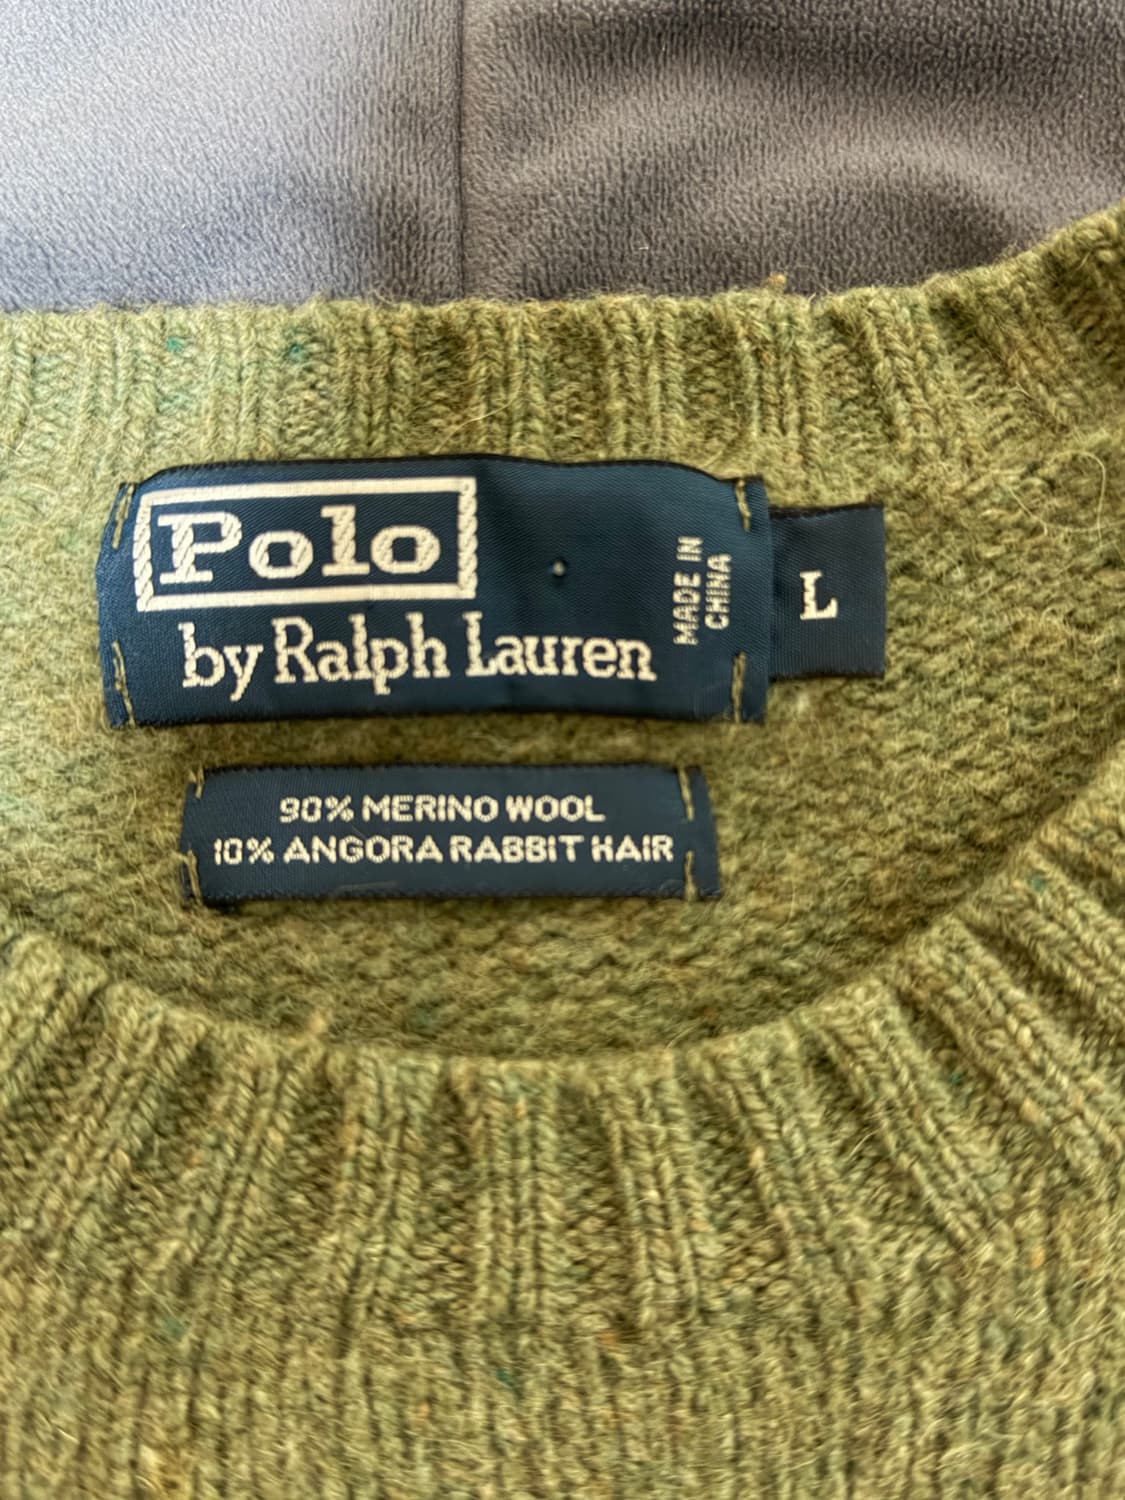 Polo
by Ralph Lauren
MADE IN
CHINA
L
90% MERINO WOOL
10% ANGORA RABBIT HAIR